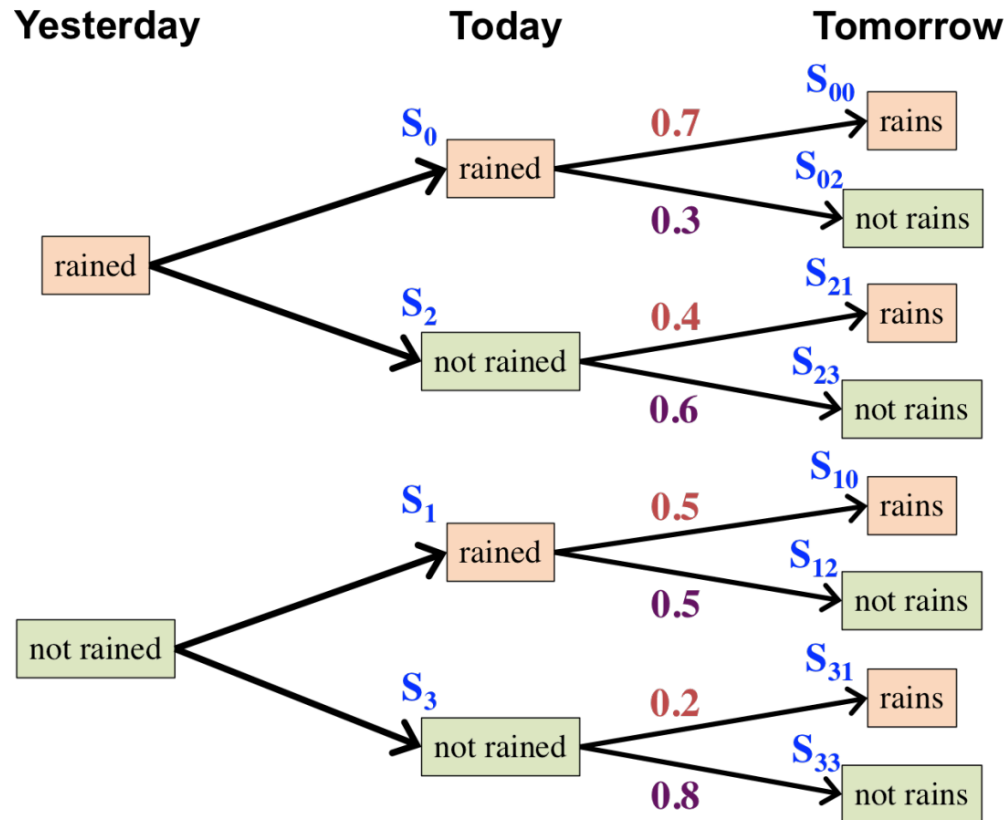 Yesterday Today Tomorrow
S00
S0 0.7 rains
rained S02
0.3 not rains
rained S21
S2 0.4 rains
not rained S23
0.6 not rains
S10
S1 0.5 rains
rained S12
0.5 not rains
not rained S31
S3 0.2 rains
not rained S33
0.8 not rains